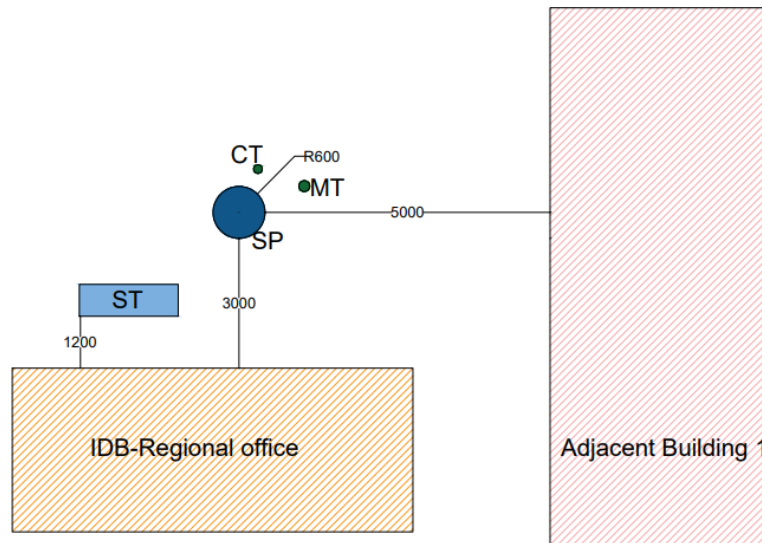 CT
R600
MT
5000
SP
ST
3000
1200
IDB-Regional office
Adjacent Building 1